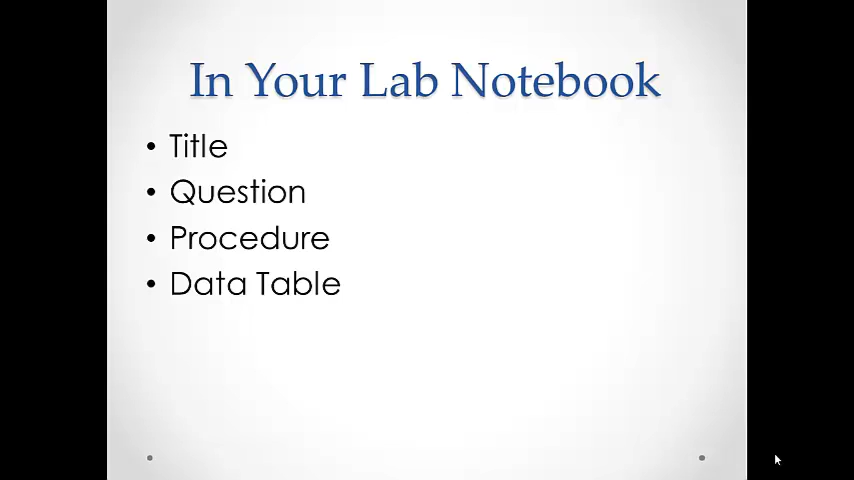 In Your Lab Notebook
• Title
• Question
• Procedure
• Data Table